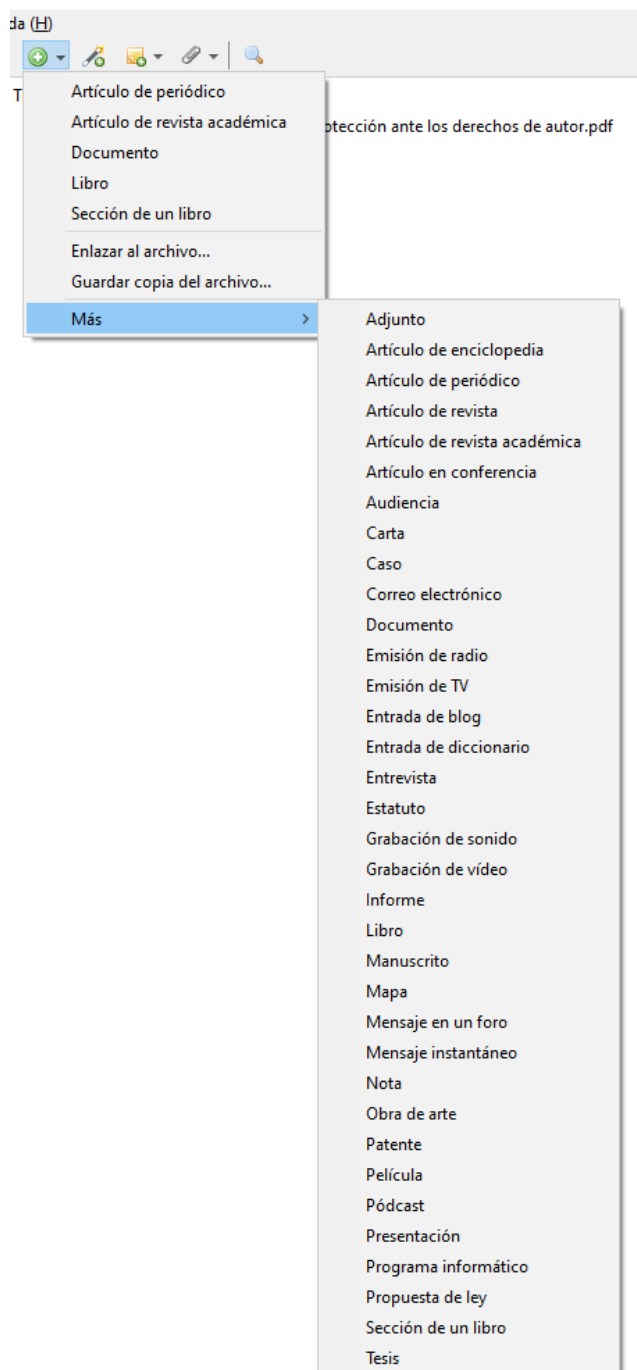 da (H)
T
Artículo de periódico
Artículo de revista académica
otección ante los derechos de autor.pdf
Documento
Libro
Sección de un libro
Enlazar al archivo...
Guardar copia del archivo...
Más
Adjunto
Artículo de enciclopedia
Artículo de periódico
Artículo de revista
Artículo de revista académica
Artículo en conferencia
Audiencia
Carta
Caso
Correo electrónico
Documento
Emisión de radio
Emisión de TV
Entrada de blog
Entrada de diccionario
Entrevista
Estatuto
Grabación de sonido
Grabación de vídeo
Informe
Libro
Manuscrito
Mapa
Mensaje en un foro
Mensaje instantáneo
Nota
Obra de arte
Patente
Película
Pódcast
Presentación
Programa informático
Propuesta de ley
Sección de un libro
Tesis